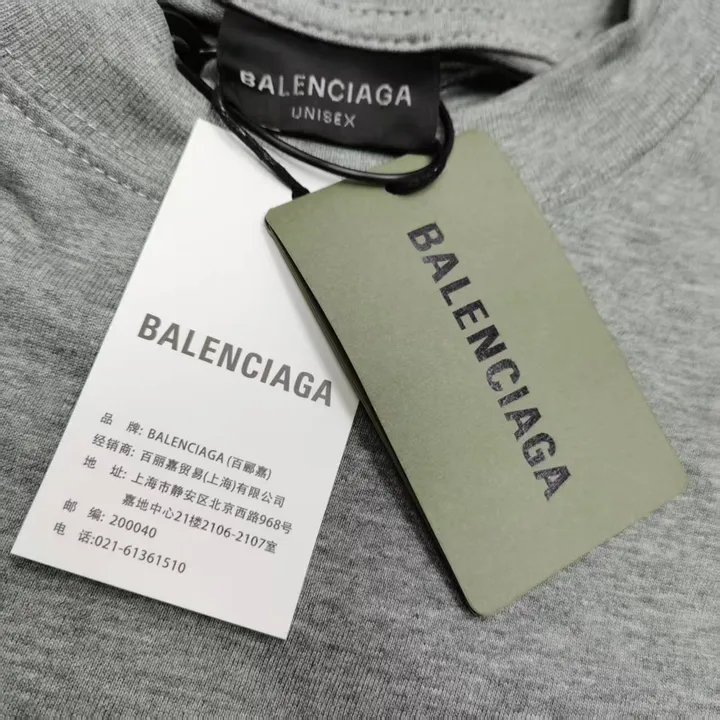 BALENCIAGA
UNISEX
BALENCIAGA
品 牌: BALENCIAGA (百郦嘉)
经销商: 百丽嘉贸易(上海)有限公司
地 址: 上海市静安区北京西路968号
嘉地中心21楼2106-2107室
邮 编: 200040
电 话:021-61361510
BALENCIAGA